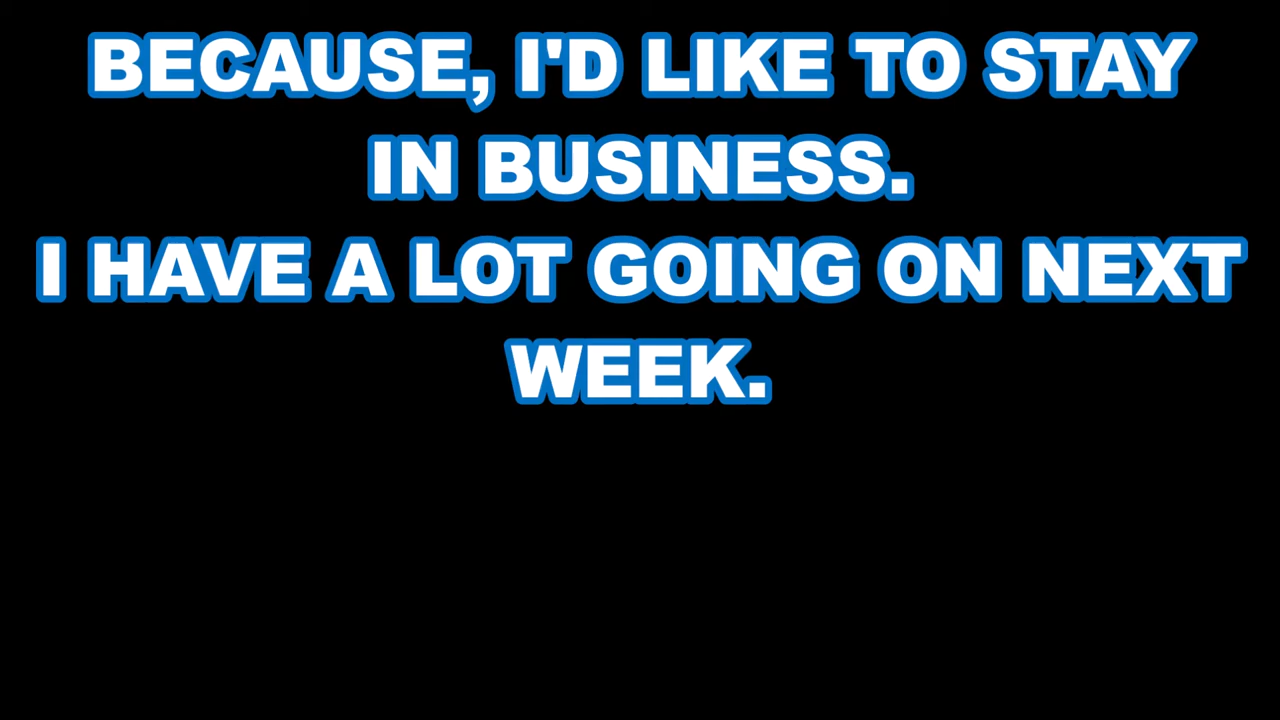 BECAUSE, I'D LIKE TO STAY
IN BUSINESS.
I HAVE A LOT GOING ON NEXT
WEEK.